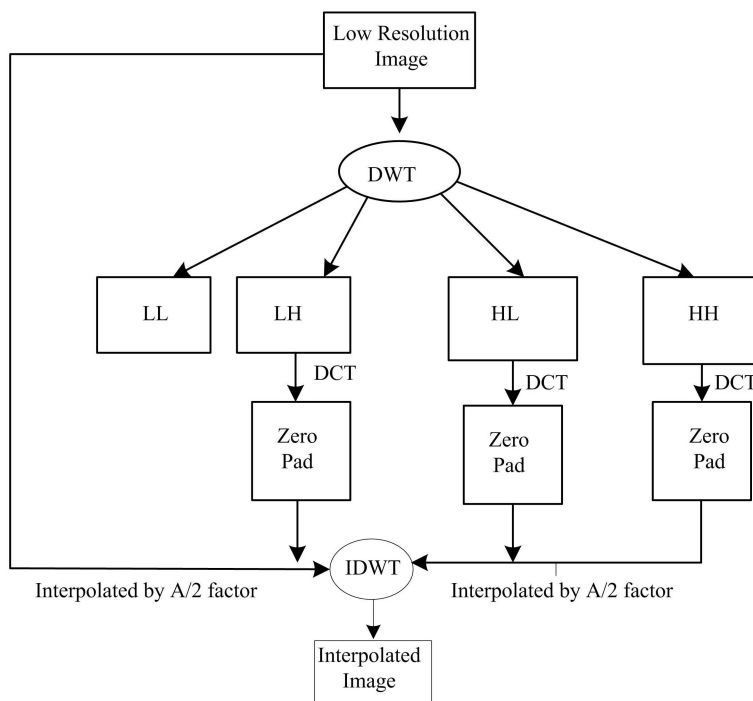 Low Resolution
Image
DWT
LL
LH
HL
HH
DCT
DCT
DCT
Zero
Pad
Zero
Pad
Zero
Pad
IDWT
Interpolated by A/2 factor
Interpolated by A/2 factor
Interpolated
Image